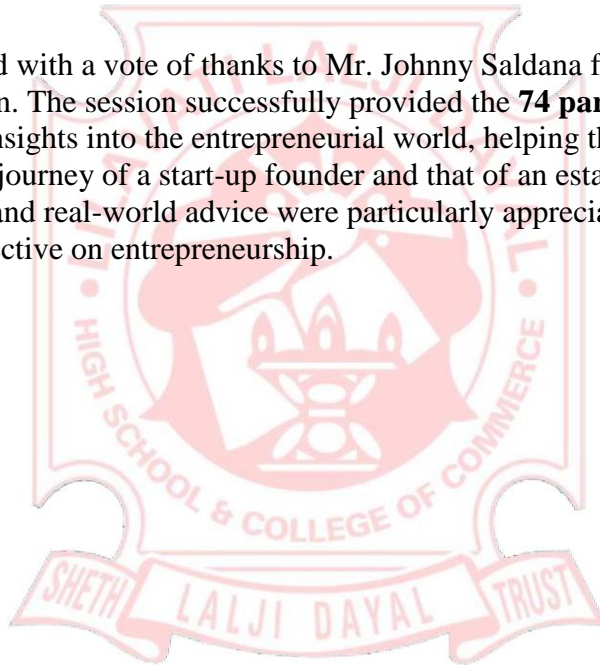 d with a vote of thanks to Mr. Johnny Saldana f
n. The session successfully provided the 74 par
nsights into the entrepreneurial world, helping th
journey of a start-up founder and that of an esta
and real-world advice were particularly apprecia
ective on entrepreneurship.
LALJI D
HIGH SCHOOL & COLLEGE OF COMMERCE
SHETH LALJI DAYAL TRUST